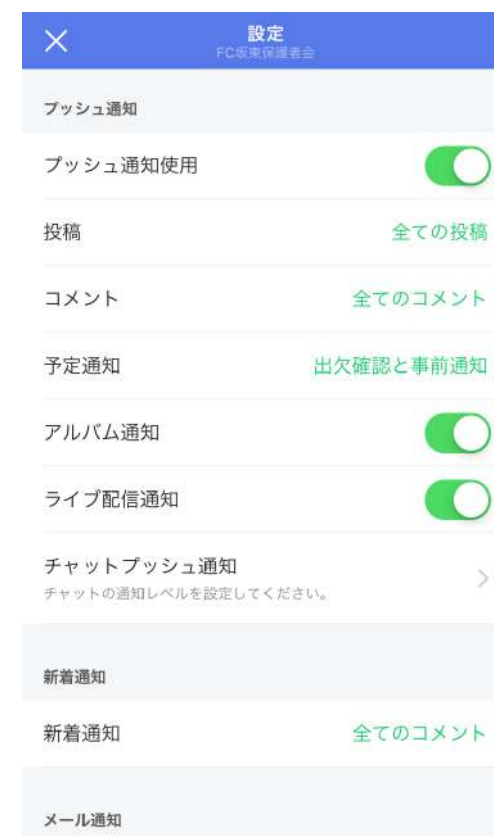 設定
FC坂東保護者会
プッシュ通知
プッシュ通知使用
投稿 全ての投稿
コメント 全てのコメント
予定通知 出欠確認と事前通知
アルバム通知
ライブ配信通知
チャットプッシュ通知
チャットの通知レベルを設定してください。
新着通知
新着通知 全てのコメント
メール通知